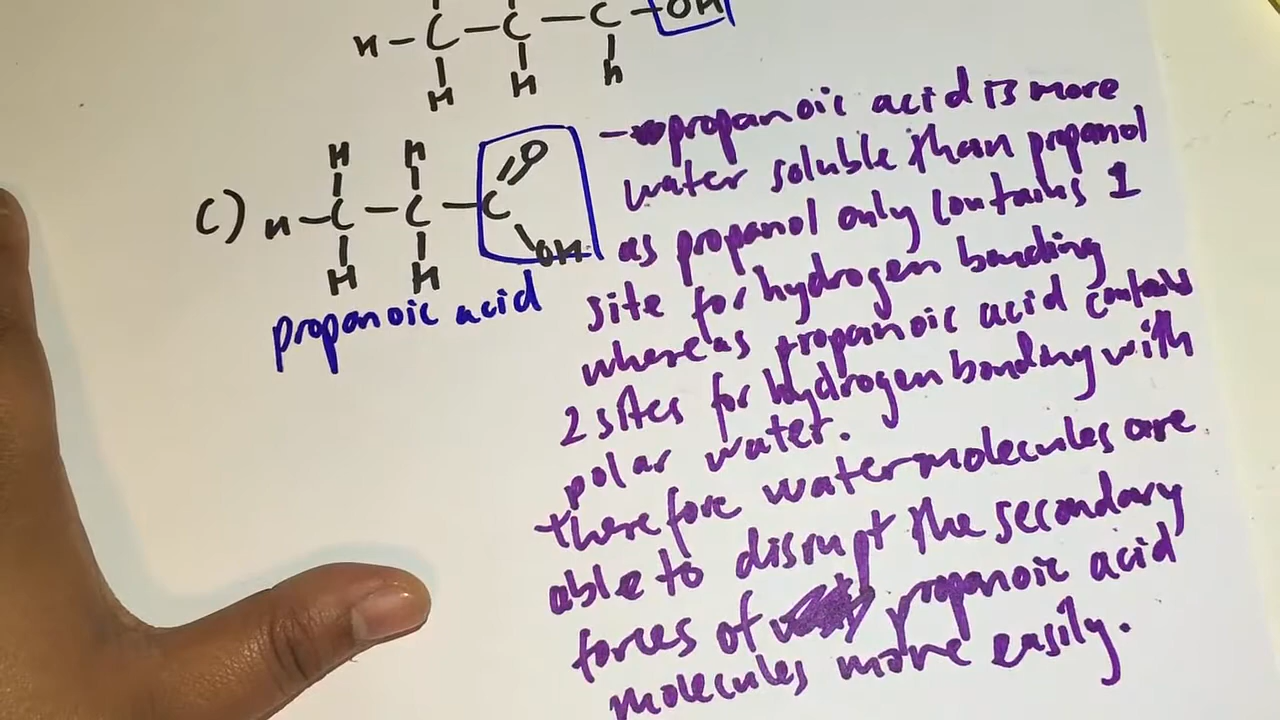 H-C-C-C-OH
H H H
H H O
C) H-C-C-C
OH
H H
propanoic acid
- propanoic acid is more
water soluble than propanol
as propanol only contains 1
site for hydrogen bonding
whereas propanoic acid contains
2 sites for hydrogen bonding with
polar water.
therefore water molecules are
able to disrupt the secondary
forces of propanoic acid
molecules more easily.